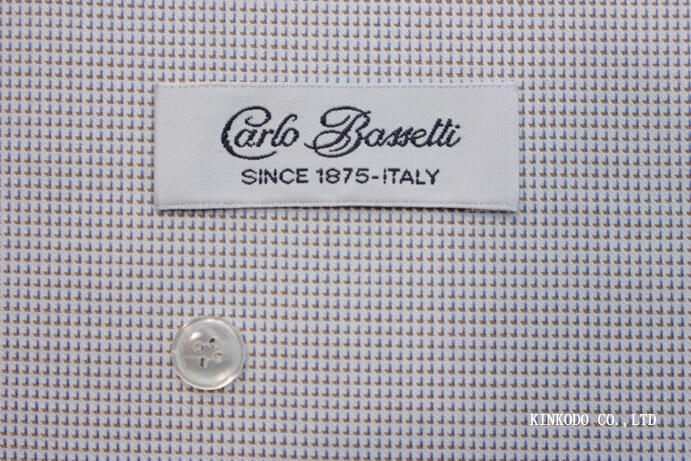 Carlo Bassetti
SINCE 1875-ITALY
KINKODO CO.,LTD